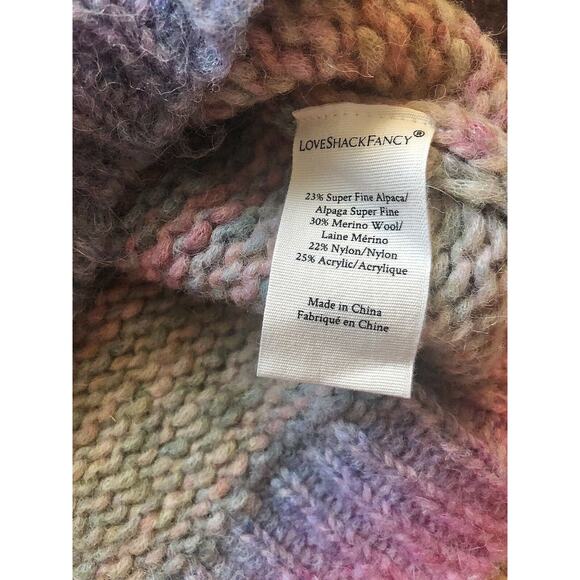 LoveShackFancy®
23% Super Fine Alpaca/
Alpaga Super Fine
30% Merino Wool/
Laine Mérino
22% Nylon/Nylon
25% Acrylic/Acrylique
Made in China
Fabriqué en Chine